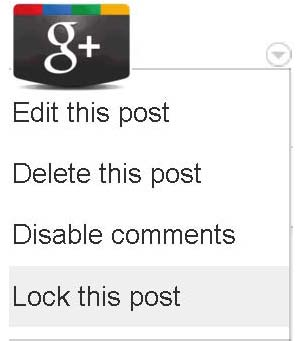 g+
Edit this post
Delete this post
Disable comments
Lock this post